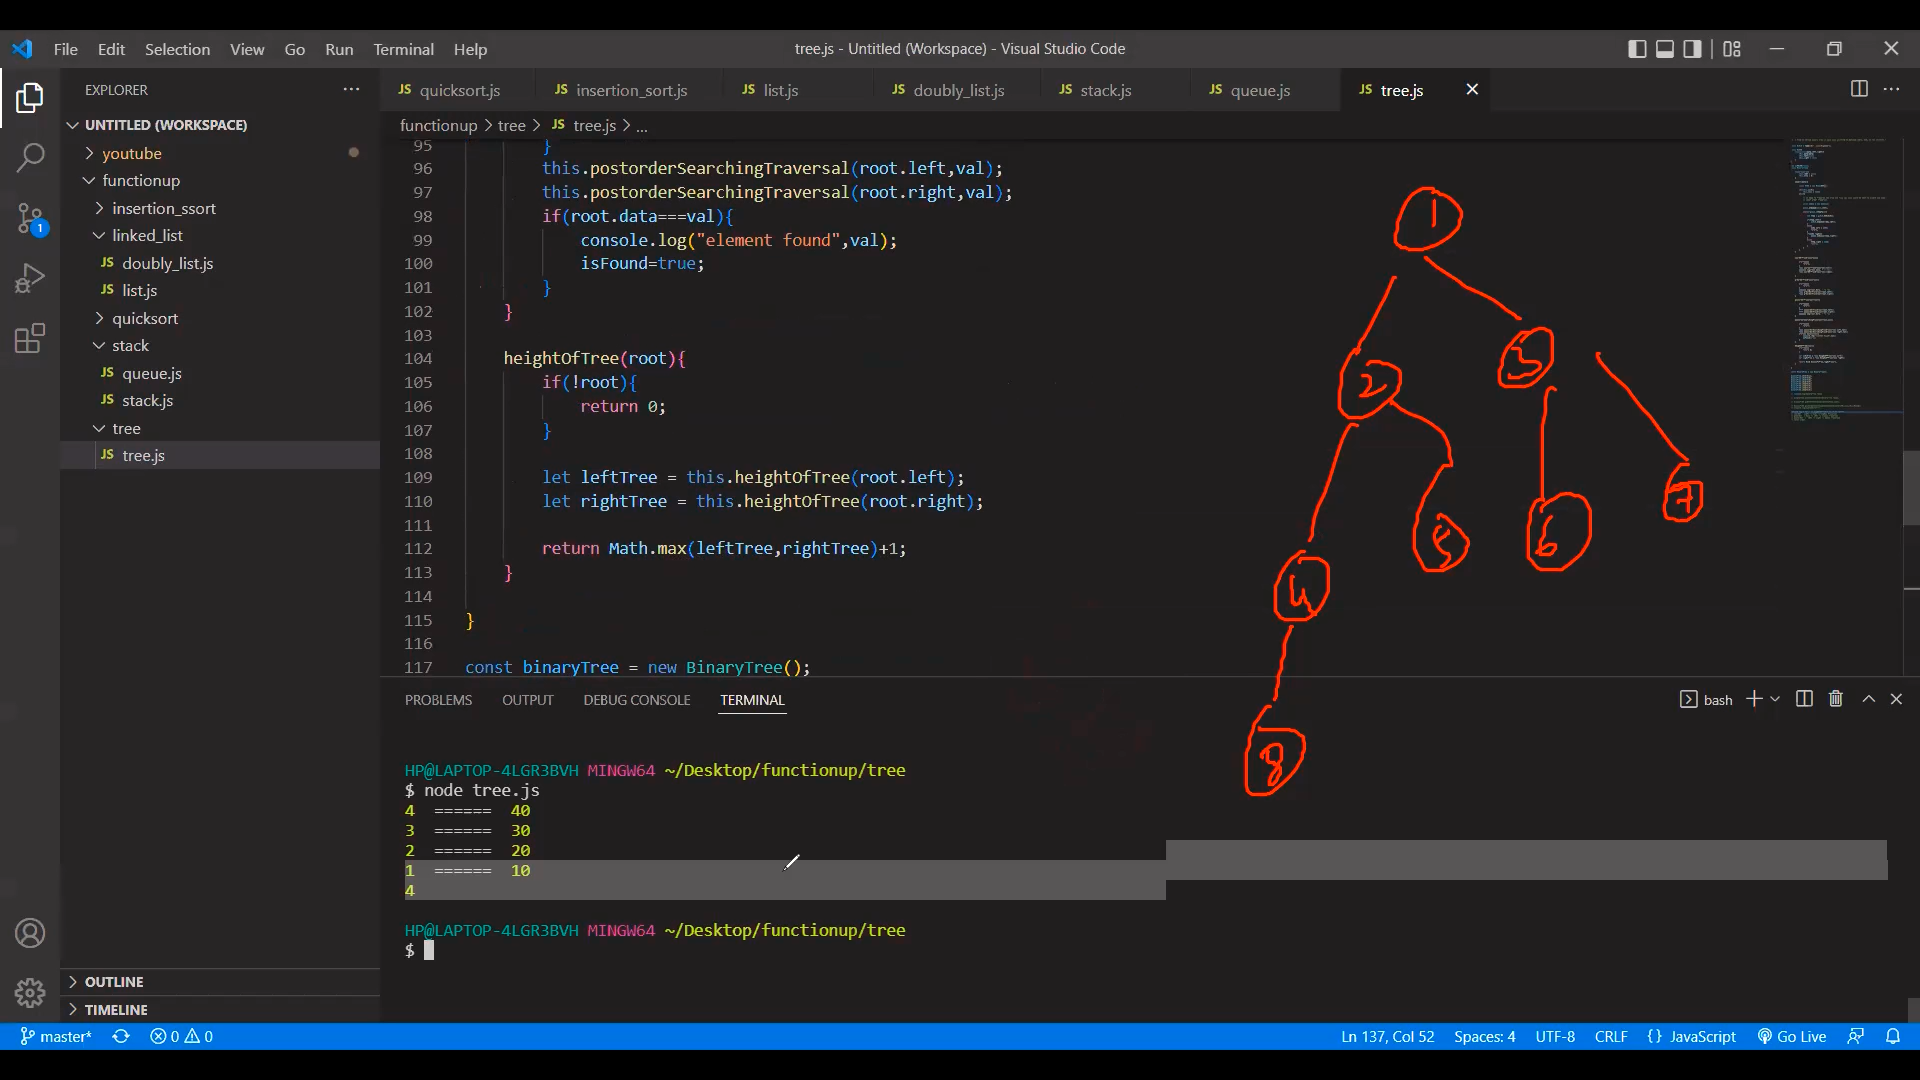 File Edit Selection View Go Run Terminal Help
tree.js - Untitled (Workspace) - Visual Studio Code
EXPLORER
UNTITLED (WORKSPACE)
youtube
functionup
insertion_ssort
linked_list
JS doubly_list.js
JS list.js
quicksort
stack
JS queue.js
JS stack.js
tree
JS tree.js
OUTLINE
TIMELINE
1
JS quicksort.js JS insertion_sort.js JS list.js JS doubly_list.js JS stack.js JS queue.js JS tree.js
functionup > tree > JS tree.js > ...
95 }
96 this.postorderSearchingTraversal(root.left,val);
97 this.postorderSearchingTraversal(root.right,val);
98 if(root.data===val){
99 console.log("element found",val);
100 isFound=true;
101 }
102 }
103
104 heightOfTree(root){
105 if(!root){
106 return 0;
107 }
108
109 let leftTree = this.heightOfTree(root.left);
110 let rightTree = this.heightOfTree(root.right);
111
112 return Math.max(leftTree,rightTree)+1;
113 }
114
115 }
116
117 const binaryTree = new BinaryTree();
1
2 3
4 5 6 7
8
PROBLEMS OUTPUT DEBUG CONSOLE TERMINAL
bash
HP@LAPTOP-4LGR3BVH MINGW64 ~/Desktop/functionup/tree
$ node tree.js
4 ====== 40
3 ====== 30
2 ====== 20
1 ====== 10
4
HP@LAPTOP-4LGR3BVH MINGW64 ~/Desktop/functionup/tree
$
master* 0 0 Ln 137, Col 52 Spaces: 4 UTF-8 CRLF {} JavaScript Go Live